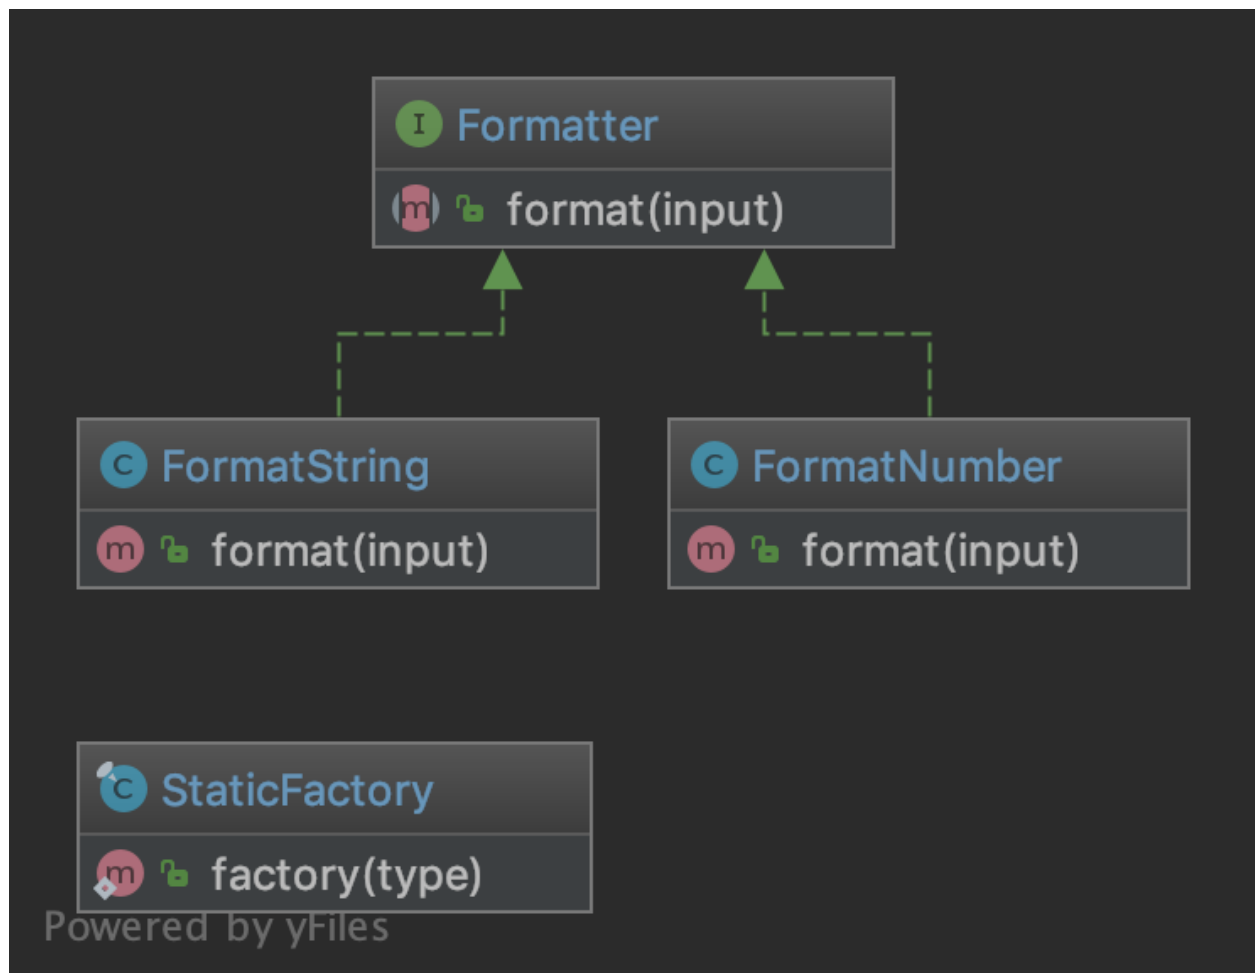 I Formatter
m format(input)
C FormatString
m format(input)
C FormatNumber
m format(input)
C StaticFactory
m factory(type)
Powered by yFiles